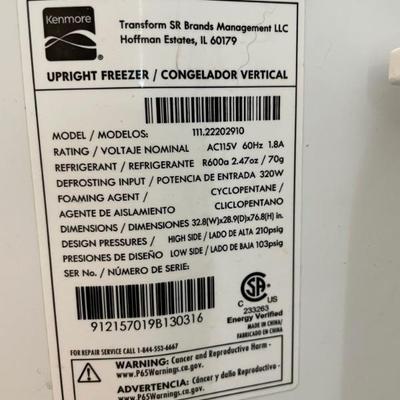 Kenmore ®
Transform SR Brands Management LLC
Hoffman Estates, IL 60179
UPRIGHT FREEZER / CONGELADOR VERTICAL
MODEL / MODELOS: 111.22202910
RATING / VOLTAJE NOMINAL AC115V 60Hz 1.8A
REFRIGERANT / REFRIGERANTE R600a 2.47oz / 70g
DEFROSTING INPUT / POTENCIA DE ENTRADA 320W
FOAMING AGENT / CYCLOPENTANE /
AGENTE DE AISLAMIENTO CLICLOPENTANO
DIMENSIONS / DIMENSIONES 32.8(W)x28.9(D)x76.8(H) in.
DESIGN PRESSURES / HIGH SIDE / LADO DE ALTA 210psig
PRESIONES DE DISEÑO LOW SIDE / LADO DE BAJA 103psig
SER No. / NÚMERO DE SERIE:
912157019B130316
CSA ®
C US
233263
Energy Verified
MADE IN CHINA/
FABRICADO EN CHINA
FOR REPAIR SERVICE CALL 1-844-553-6667
WARNING: Cancer and Reproductive Harm -
www.P65Warnings.ca.gov.
ADVERTENCIA: Cáncer y daño Reproductivo -
www.P65Warnings.ca.gov.